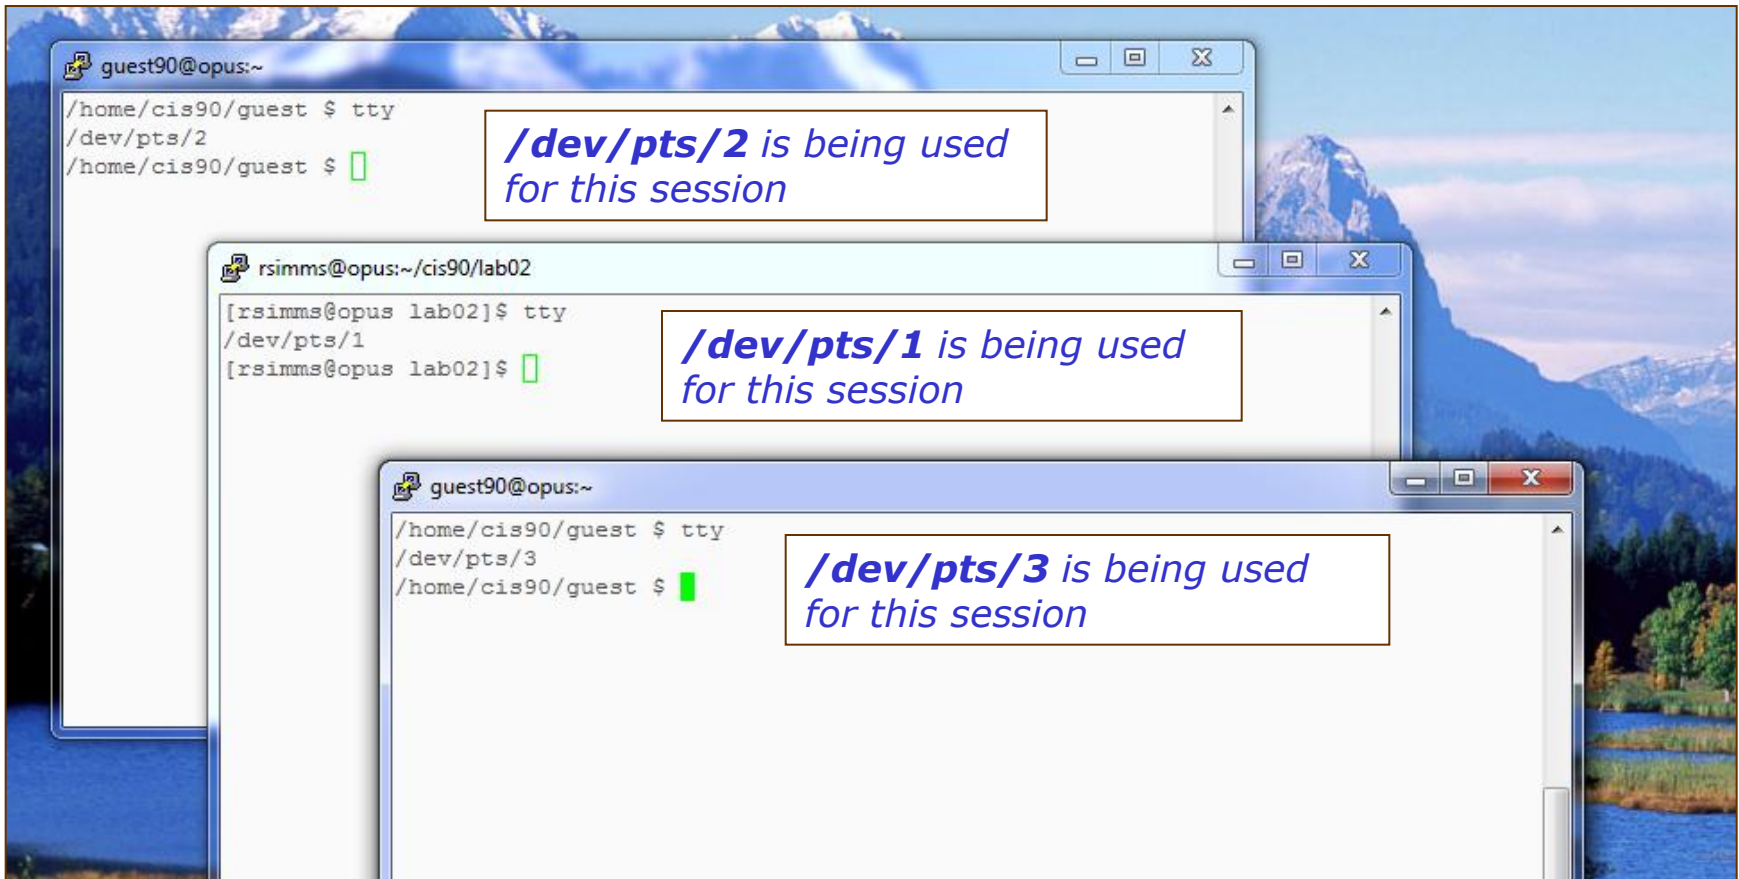 guest90@opus:~
/home/cis90/guest $ tty
/dev/pts/2
/home/cis90/guest $
/dev/pts/2 is being used
for this session
rsimms@opus:~/cis90/lab02
[rsimms@opus lab02]$ tty
/dev/pts/1
[rsimms@opus lab02]$
/dev/pts/1 is being used
for this session
guest90@opus:~
/home/cis90/guest $ tty
/dev/pts/3
/home/cis90/guest $
/dev/pts/3 is being used
for this session